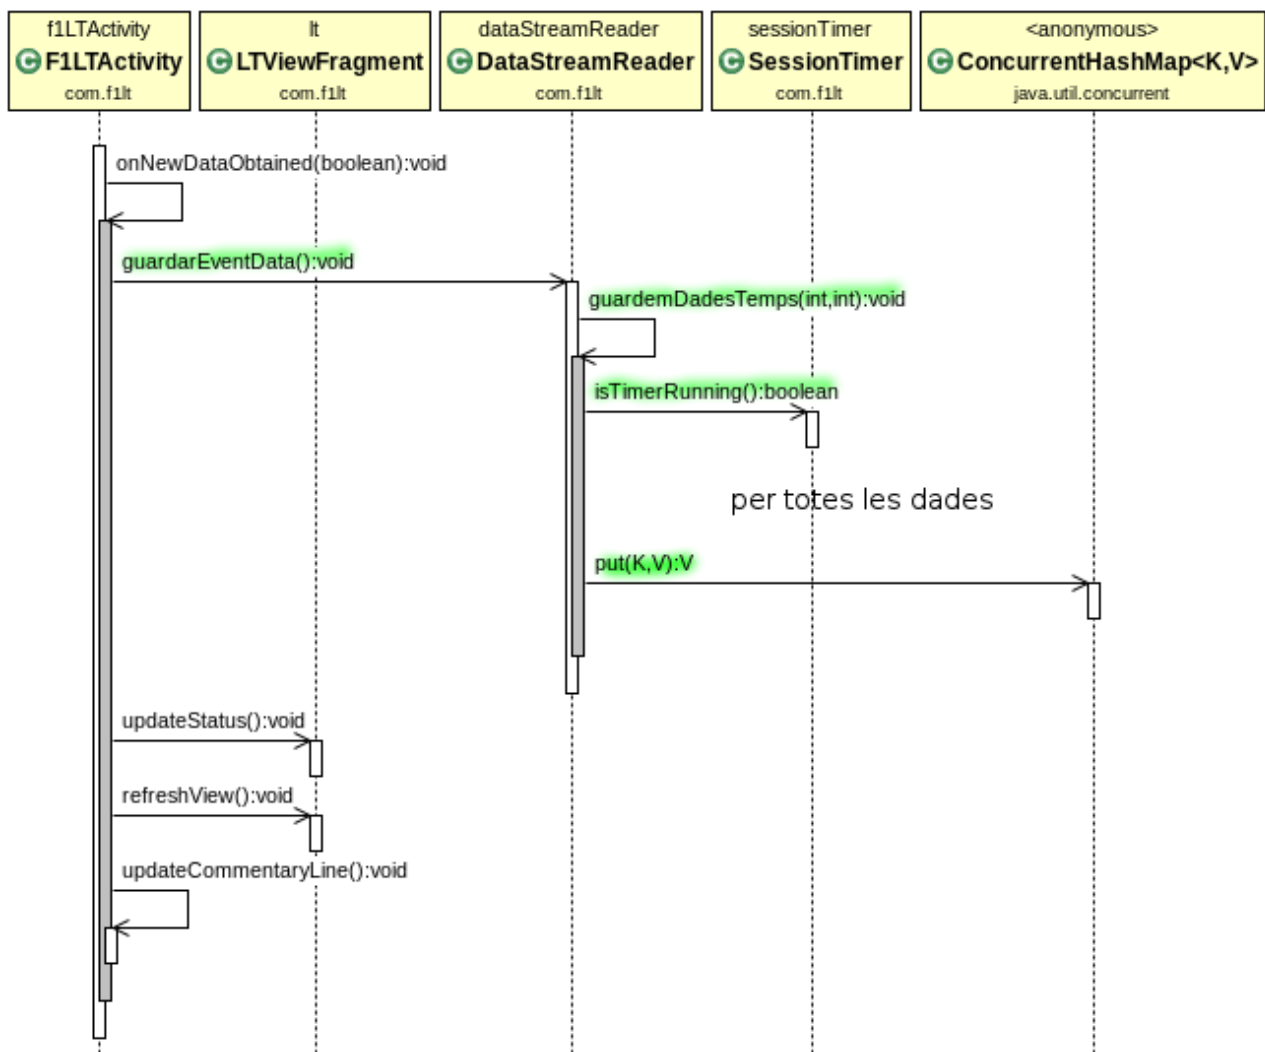 f1LTActivity
F1LTActivity
com.f1lt
lt
LTViewFragment
com.f1lt
dataStreamReader
DataStreamReader
com.f1lt
sessionTimer
SessionTimer
com.f1lt
<anonymous>
ConcurrentHashMap<K,V>
java.util.concurrent
onNewDataObtained(boolean):void
guardarEventData():void
guardemDadesTemps(int,int):void
isTimerRunning():boolean
per totes les dades
put(K,V):V
updateStatus():void
refreshView():void
updateCommentaryLine():void